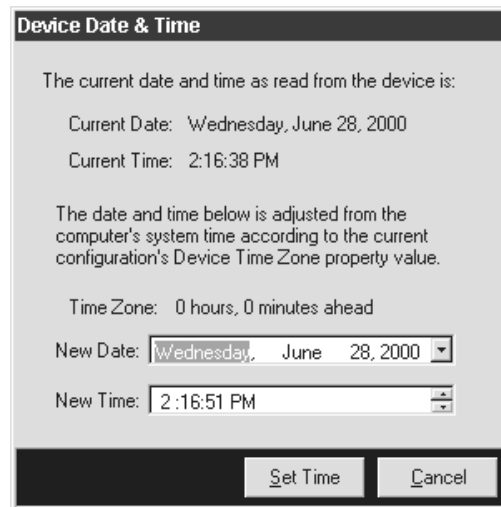 Device Date & Time
The current date and time as read from the device is:
Current Date: Wednesday, June 28, 2000
Current Time: 2:16:38 PM
The date and time below is adjusted from the
computer's system time according to the current
configuration's Device Time Zone property value.
Time Zone: 0 hours, 0 minutes ahead
New Date: Wednesday, June 28, 2000
New Time: 2 :16:51 PM
Set Time Cancel